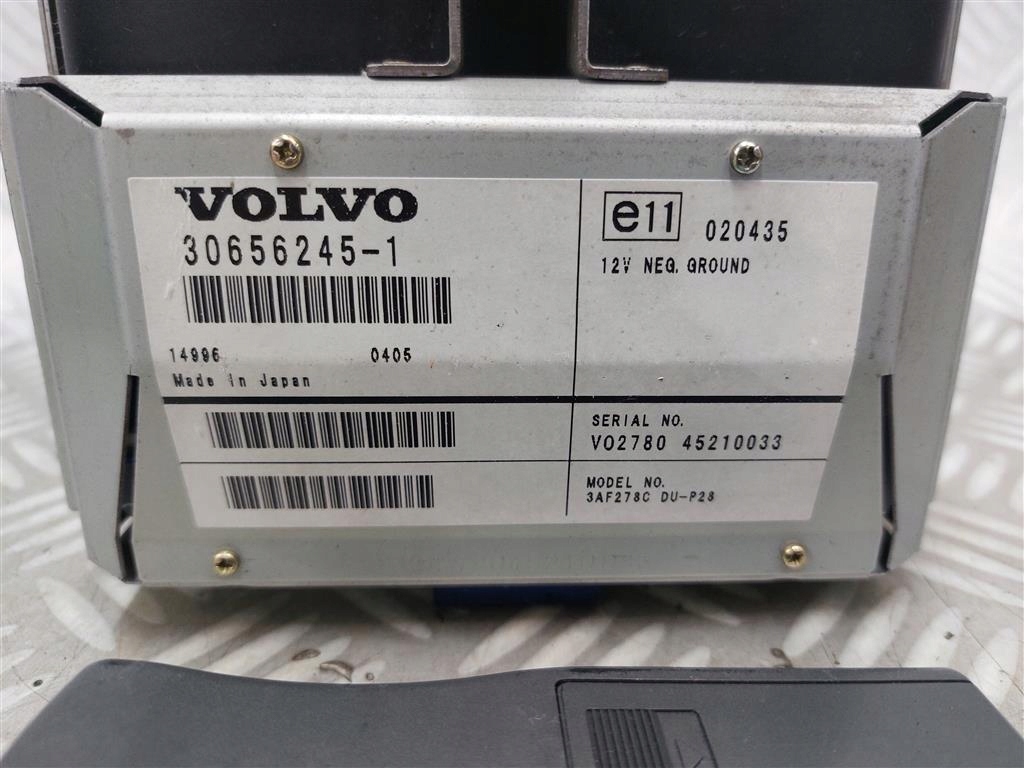 VOLVO
30656245-1
14996 0405
Made in Japan
e11 020435
12V NEG. GROUND
SERIAL NO.
VO2780 45210033
MODEL NO.
3AF278C DU-P28